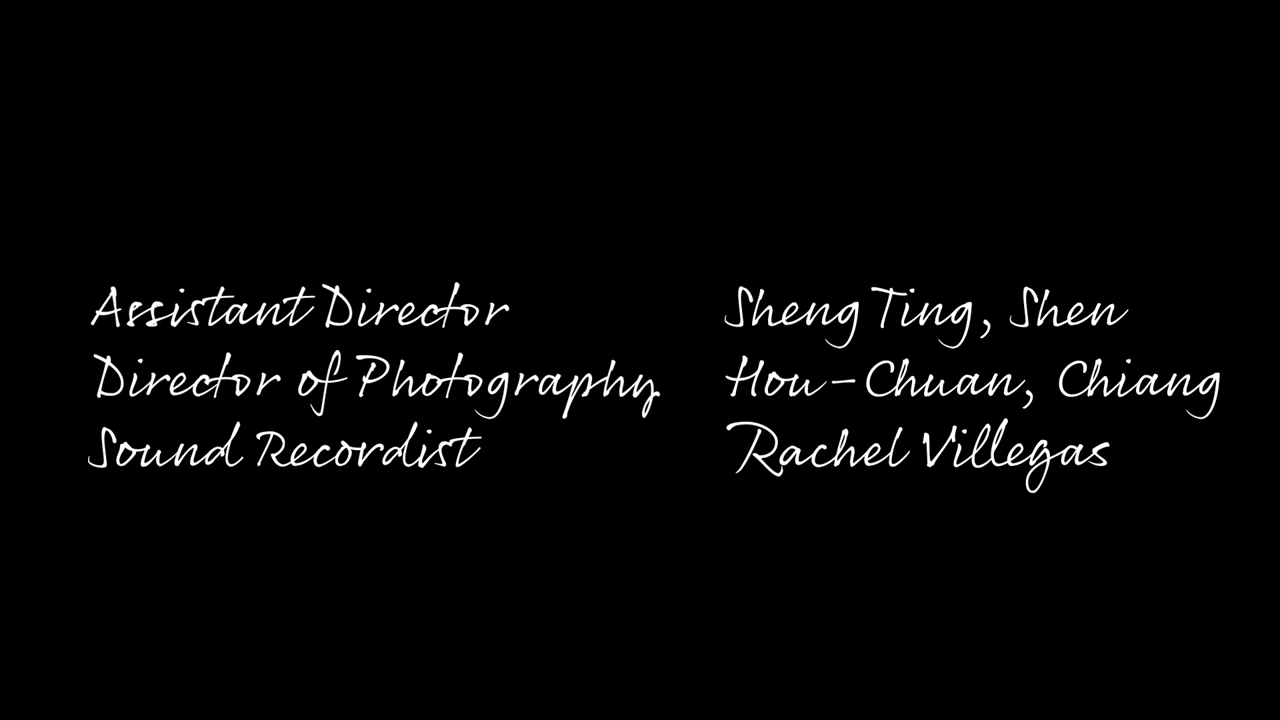 Assistant Director Sheng Ting, Shen
Director of Photography Hou-Chuan, Chiang
Sound Recordist Rachel Villegas